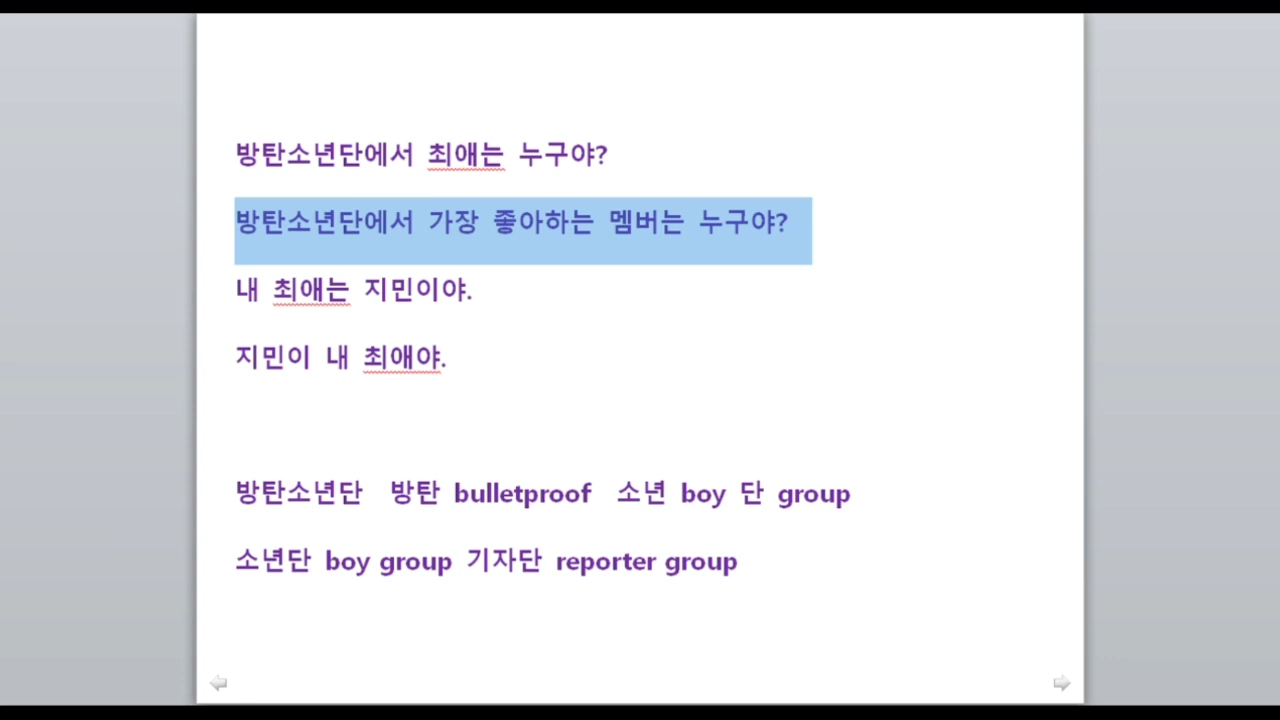 방탄소년단에서 최애는 누구야?
방탄소년단에서 가장 좋아하는 멤버는 누구야?
내 최애는 지민이야.
지민이 내 최애야.
방탄소년단 방탄 bulletproof 소년 boy 단 group
소년단 boy group 기자단 reporter group